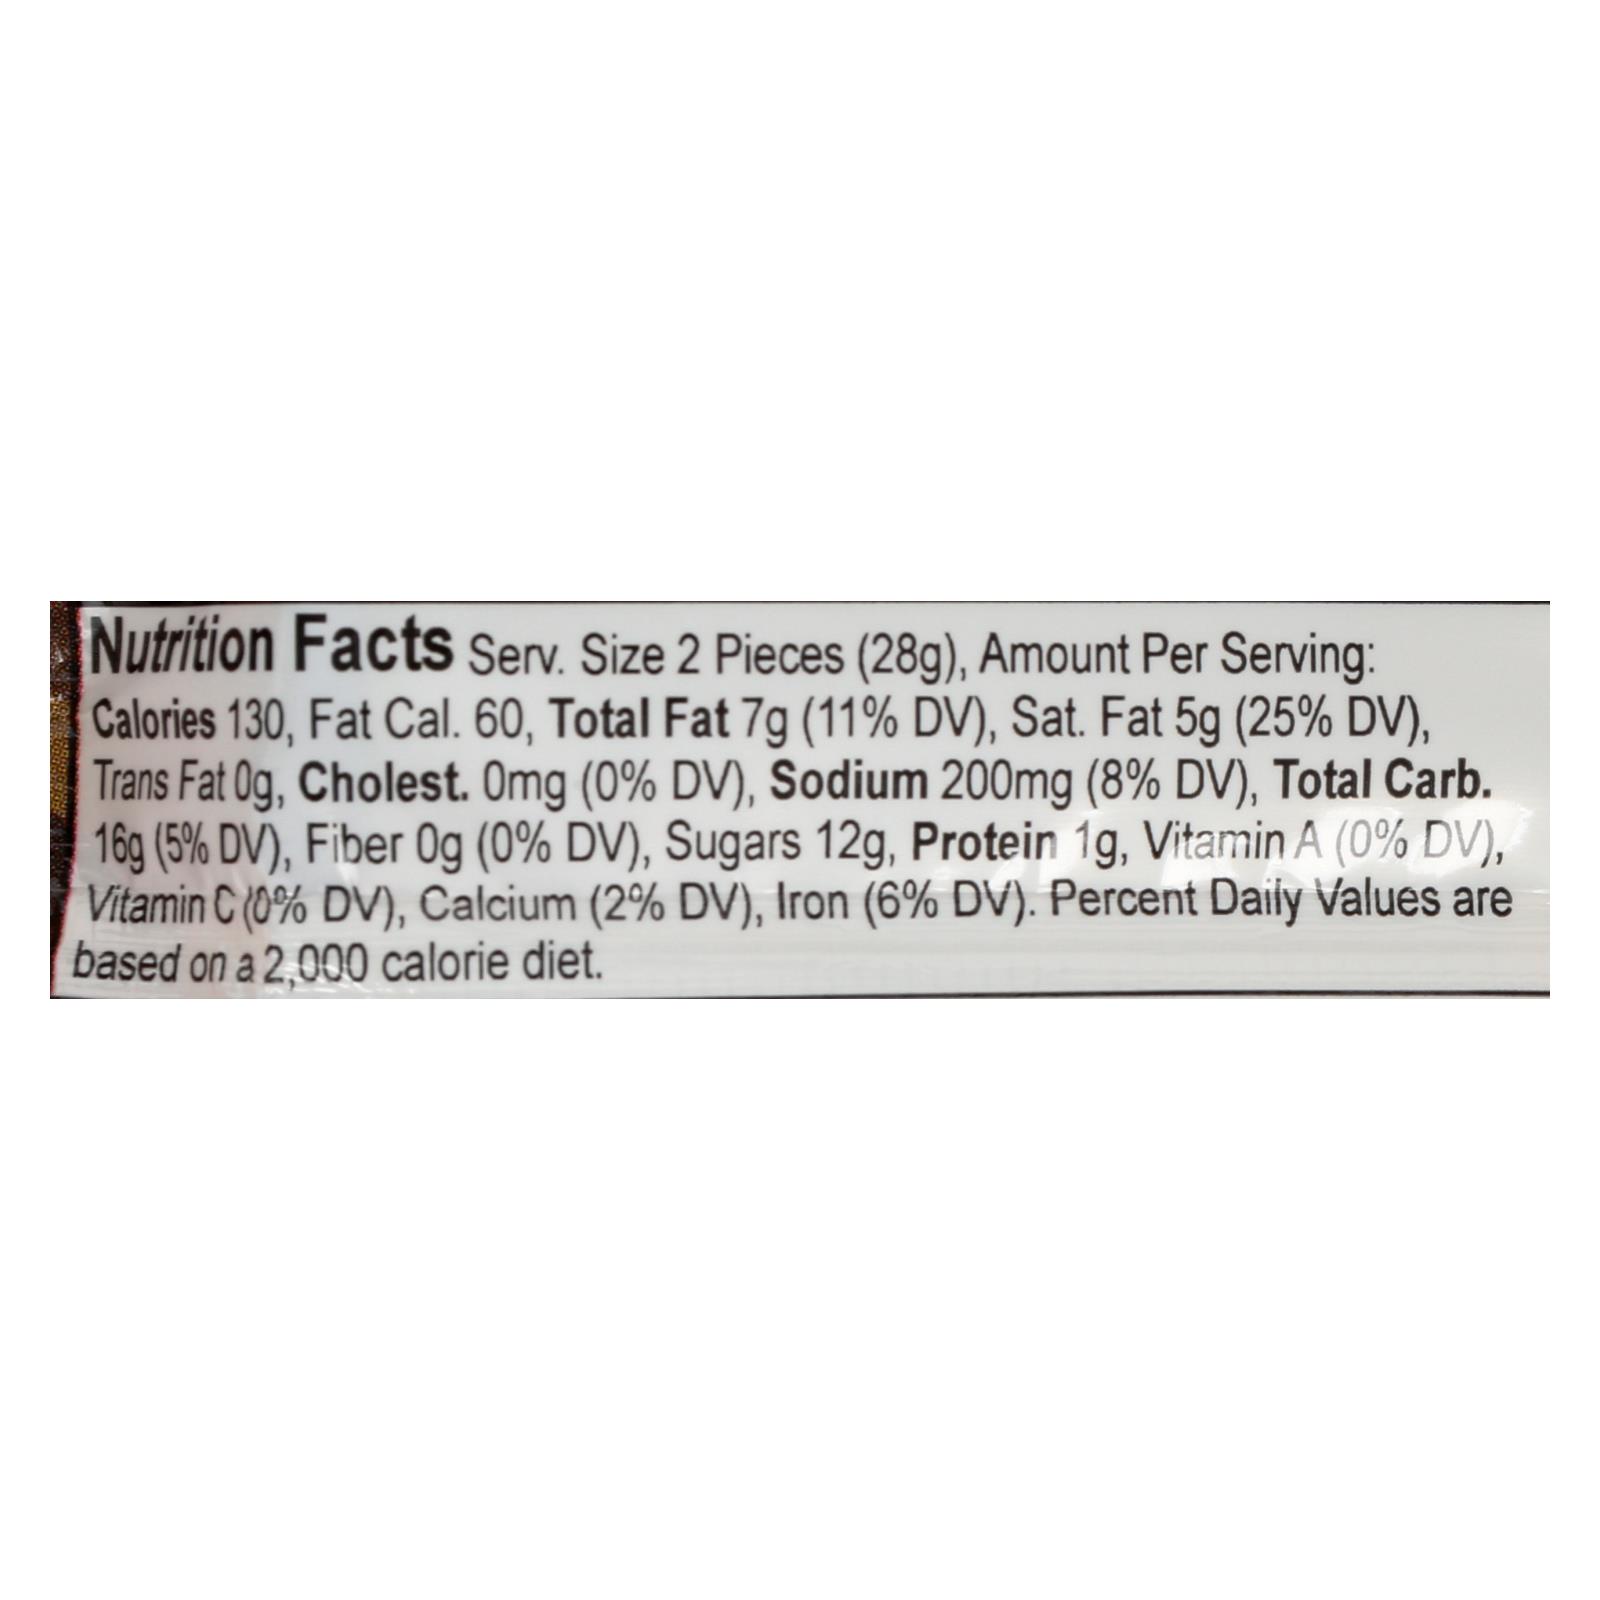 Nutrition Facts Serv. Size 2 Pieces (28g), Amount Per Serving:
Calories 130, Fat Cal. 60, Total Fat 7g (11% DV), Sat. Fat 5g (25% DV),
Trans Fat 0g, Cholest. 0mg (0% DV), Sodium 200mg (8% DV), Total Carb.
16g (5% DV), Fiber 0g (0% DV), Sugars 12g, Protein 1g, Vitamin A (0% DV),
Vitamin C (0% DV), Calcium (2% DV), Iron (6% DV). Percent Daily Values are
based on a 2,000 calorie diet.